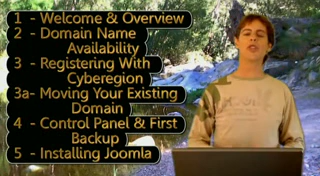 1 - Welcome & Overview
2 - Domain Name
Availability
3 - Registering With
Cyberegion
3a- Moving Your Existing
Domain
4 - Control Panel & First
Backup
5 - Installing Joomla